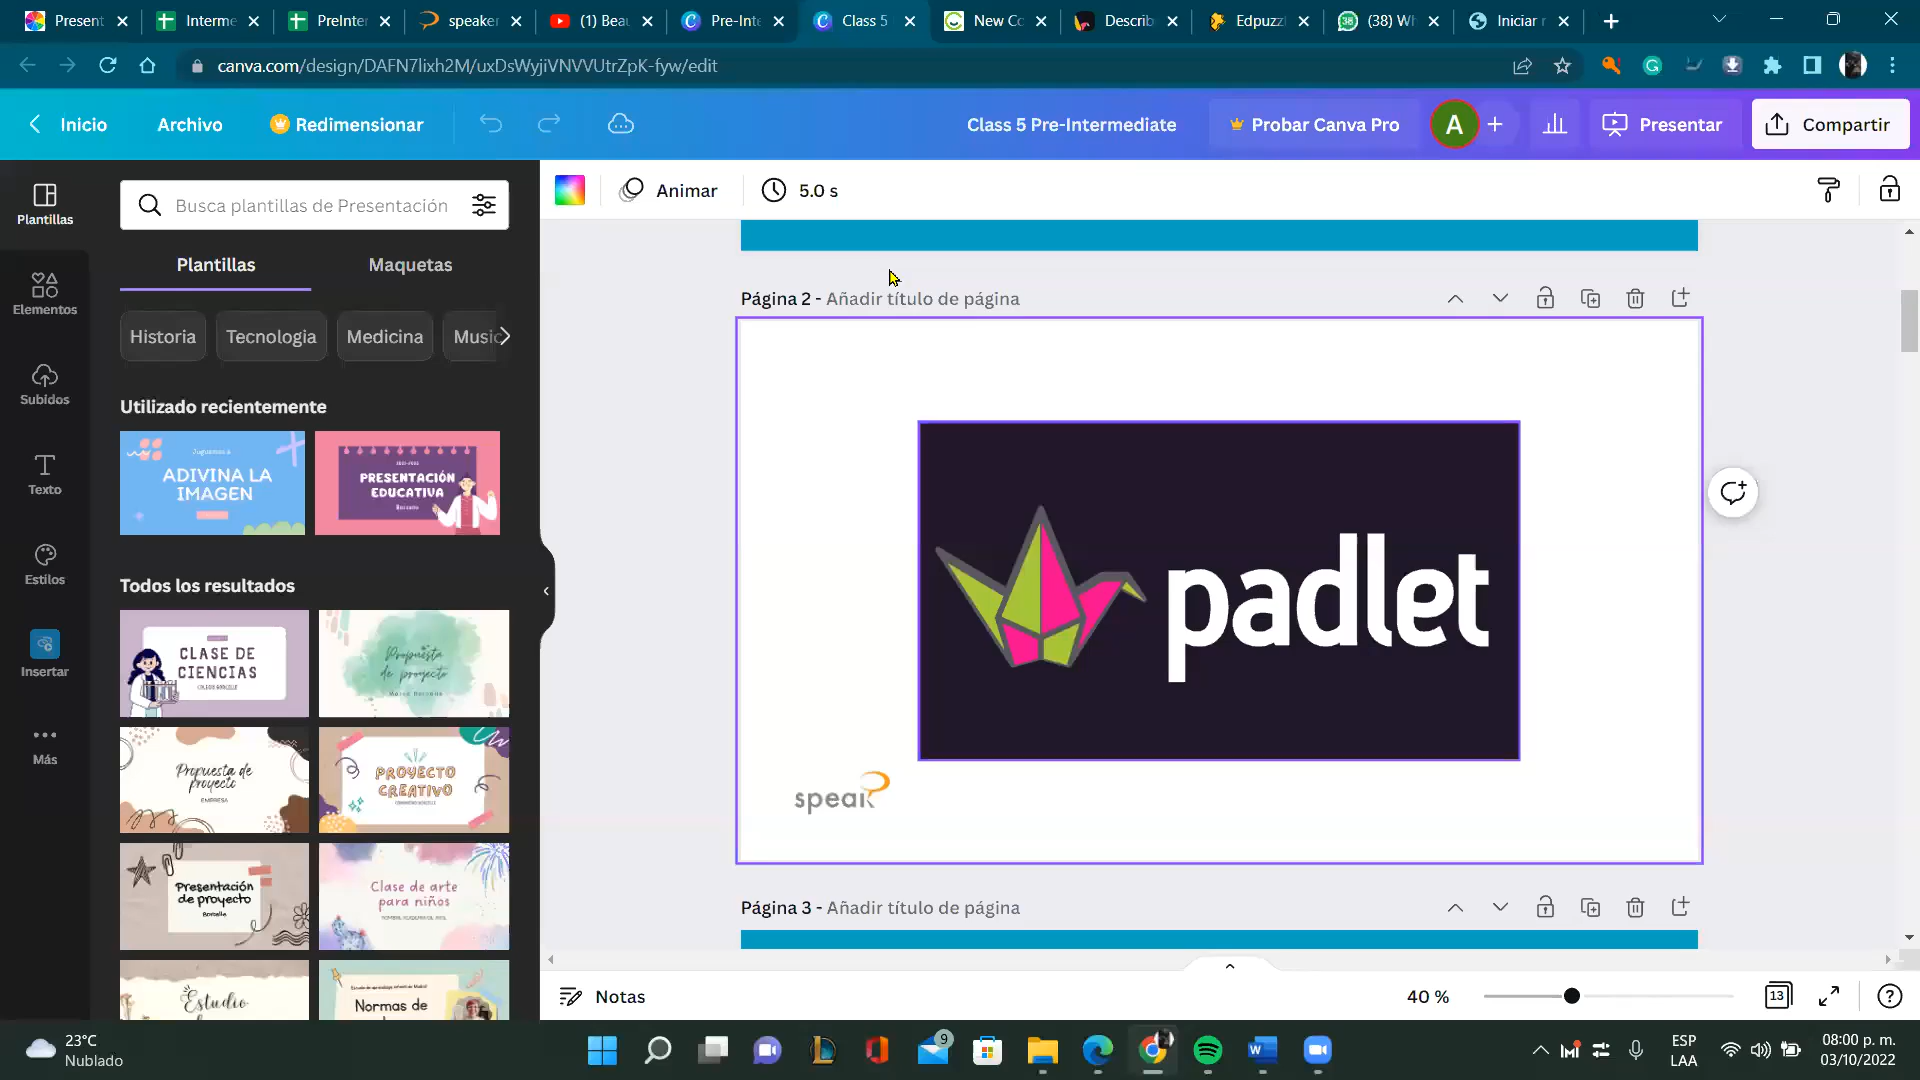 Present
Interme
PreInter
speaker
(1) Beau
Pre-Inte
Class 5
New Co
Describ
Edpuzz
(38) Wh
Iniciar
canva.com/design/DAFN7lixh2M/uxDsWyjiVNVVUtrZpK-fyw/edit
Inicio
Archivo
Redimensionar
Class 5 Pre-Intermediate
Probar Canva Pro
A
Presentar
Compartir
Plantillas
Busca plantillas de Presentación
Animar
5.0 s
Plantillas
Maquetas
Elementos
Página 2 - Añadir título de página
Historia
Tecnologia
Medicina
Music
Subidos
Utilizado recientemente
Juguemos a
ADIVINA LA
IMAGEN
PRESENTACIÓN
EDUCATIVA
Texto
padlet
Estilos
Todos los resultados
CLASE DE
CIENCIAS
Propuesta
de proyecto
Insertar
Más
Propuesta de
proyecto
EMPRESA
PROYECTO
CREATIVO
speak
Presentación
de proyecto
Borcelle
Clase de arte
para niños
Página 3 - Añadir título de página
Estudio
Normas de
Notas
40 %
13
23°C
Nublado
9
ESP
LAA
08:00 p. m.
03/10/2022